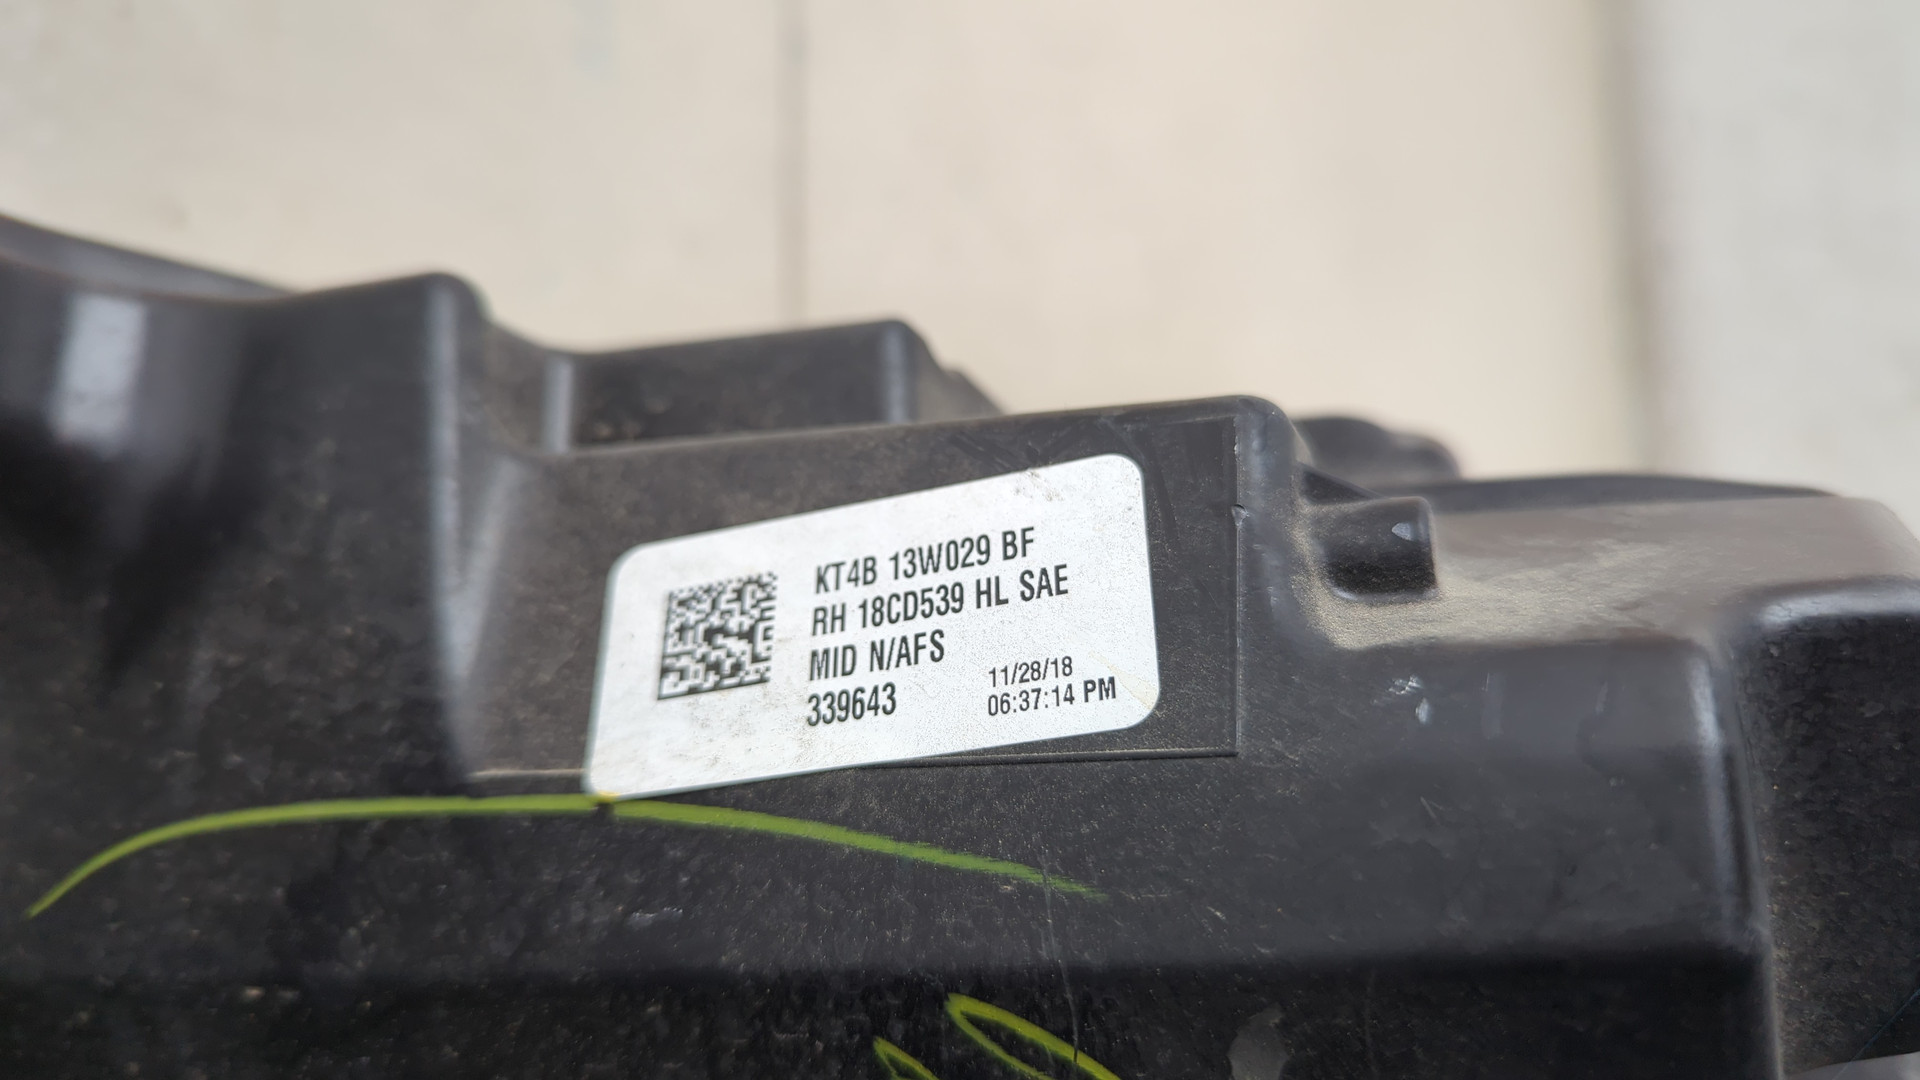 KT4B 13W029 BF
RH 18CD539 HL SAE
MID N/AFS
339643
11/28/18
06:37:14 PM